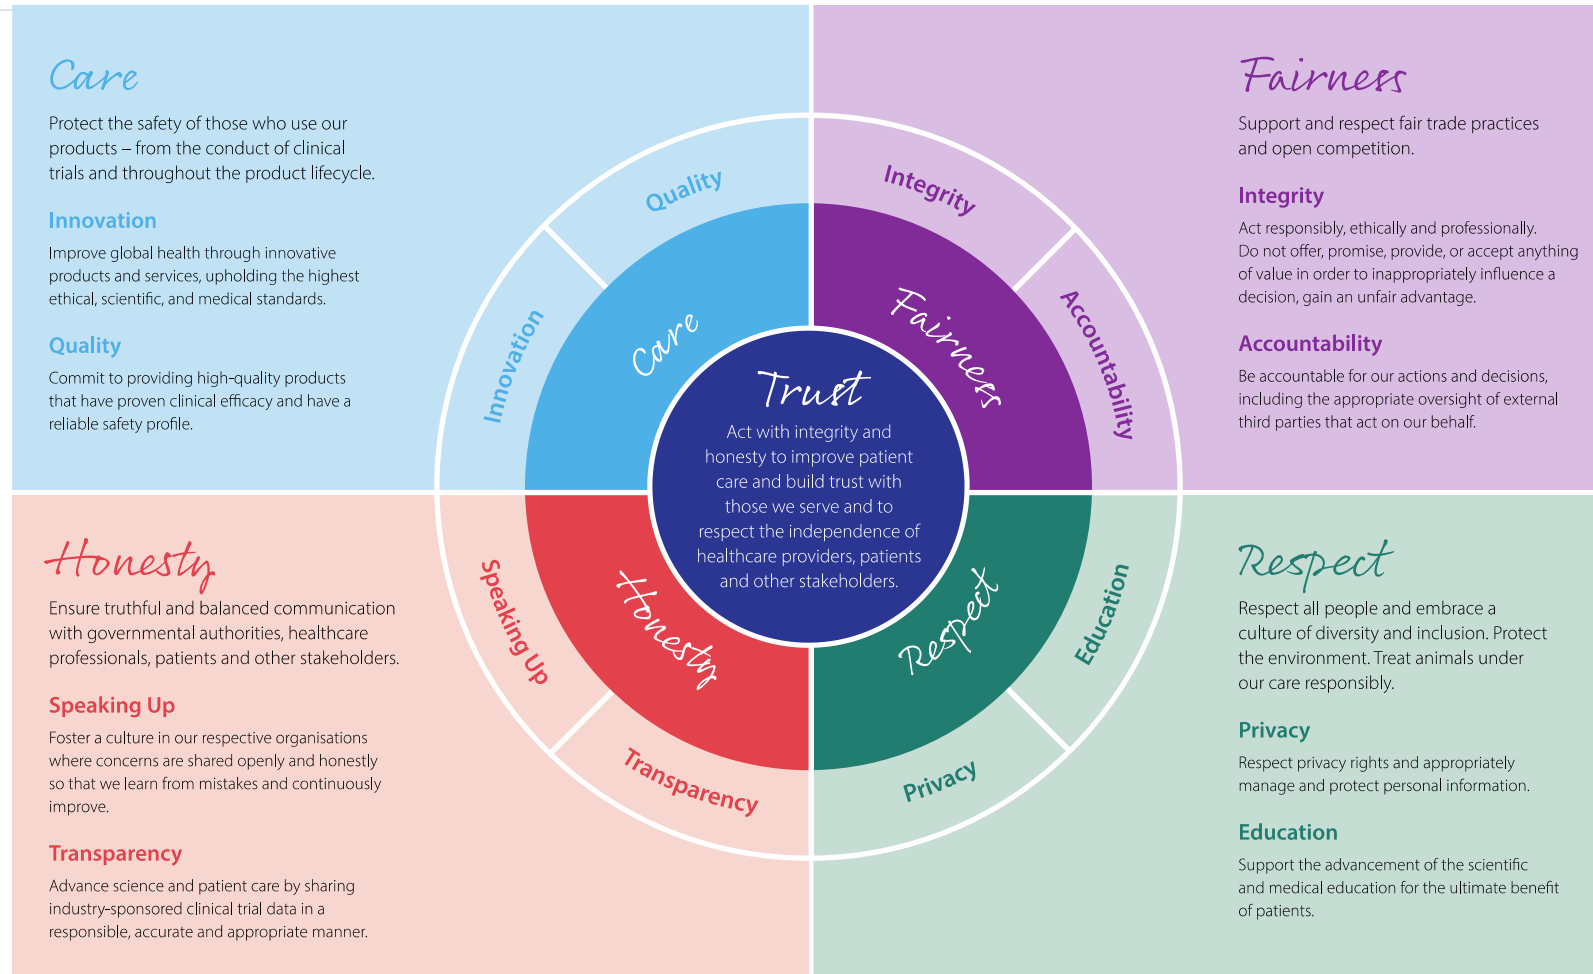 Care
Protect the safety of those who use our
products – from the conduct of clinical
trials and throughout the product lifecycle.
Innovation
Improve global health through innovative
products and services, upholding the highest
ethical, scientific, and medical standards.
Quality
Commit to providing high-quality products
that have proven clinical efficacy and have a
reliable safety profile.
Fairness
Support and respect fair trade practices
and open competition.
Integrity
Act responsibly, ethically and professionally.
Do not offer, promise, provide, or accept anything
of value in order to inappropriately influence a
decision, gain an unfair advantage.
Accountability
Be accountable for our actions and decisions,
including the appropriate oversight of external
third parties that act on our behalf.
Quality
Innovation
Care
Integrity
Accountability
Fairness
Trust
Act with integrity and
honesty to improve patient
care and build trust with
those we serve and to
respect the independence of
healthcare providers, patients
and other stakeholders.
Speaking Up
Transparency
Honesty
Education
Privacy
Respect
Honesty
Ensure truthful and balanced communication
with governmental authorities, healthcare
professionals, patients and other stakeholders.
Speaking Up
Foster a culture in our respective organisations
where concerns are shared openly and honestly
so that we learn from mistakes and continuously
improve.
Transparency
Advance science and patient care by sharing
industry-sponsored clinical trial data in a
responsible, accurate and appropriate manner.
Respect
Respect all people and embrace a
culture of diversity and inclusion. Protect
the environment. Treat animals under
our care responsibly.
Privacy
Respect privacy rights and appropriately
manage and protect personal information.
Education
Support the advancement of the scientific
and medical education for the ultimate benefit
of patients.